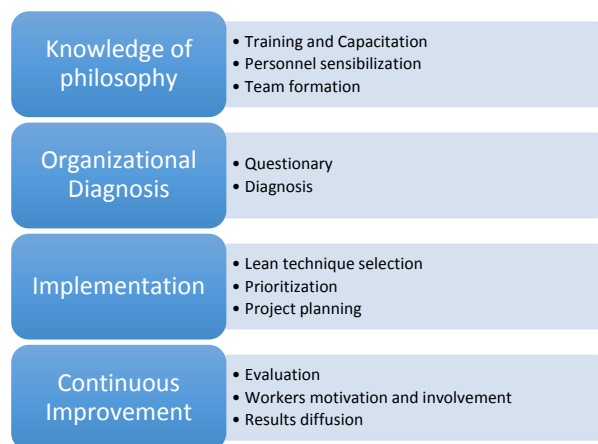 Knowledge of
philosophy
• Training and Capacitation
• Personnel sensibilization
• Team formation
Organizational
Diagnosis
• Questionary
• Diagnosis
Implementation
• Lean technique selection
• Prioritization
• Project planning
Continuous
Improvement
• Evaluation
• Workers motivation and involvement
• Results diffusion